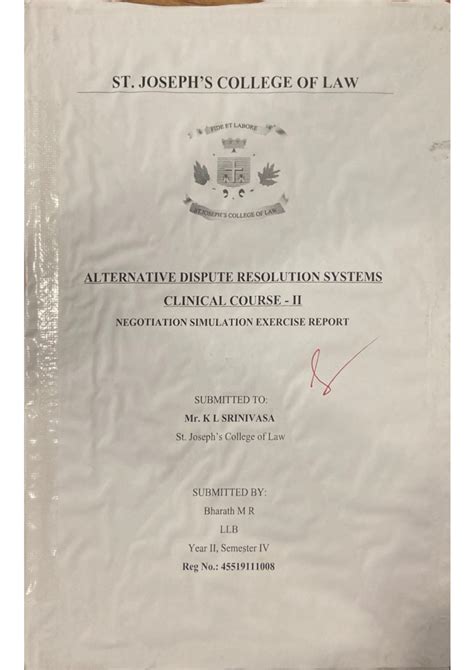 ST. JOSEPH'S COLLEGE OF LAW
FIDE ET LABORE
ST.JOSEPH'S COLLEGE OF LAW
ALTERNATIVE DISPUTE RESOLUTION SYSTEMS
CLINICAL COURSE - II
NEGOTIATION SIMULATION EXERCISE REPORT
SUBMITTED TO:
Mr. K L SRINIVASA
St. Joseph's College of Law
SUBMITTED BY:
Bharath M R
LLB
Year II, Semester IV
Reg No.: 45519111008